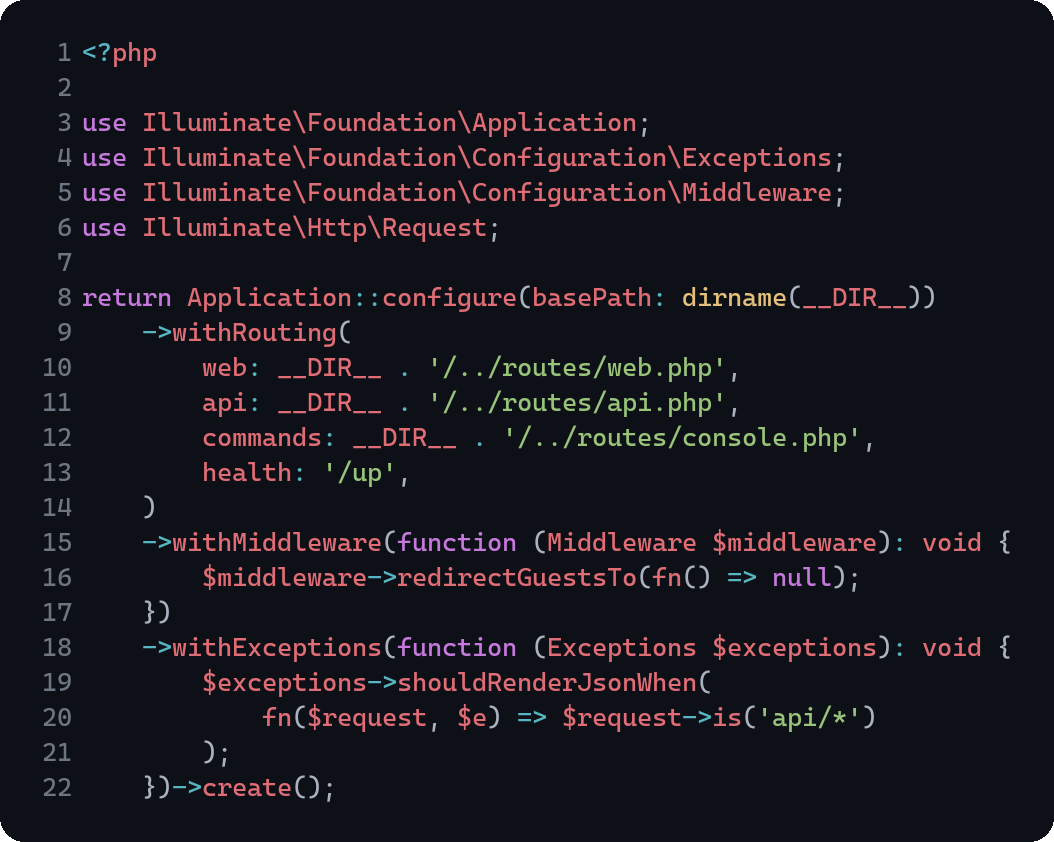 1 <?php
2
3 use Illuminate\Foundation\Application;
4 use Illuminate\Foundation\Configuration\Exceptions;
5 use Illuminate\Foundation\Configuration\Middleware;
6 use Illuminate\Http\Request;
7
8 return Application::configure(basePath: dirname(__DIR__))
9     ->withRouting(
10         web: __DIR__ . '/../routes/web.php',
11         api: __DIR__ . '/../routes/api.php',
12         commands: __DIR__ . '/../routes/console.php',
13         health: '/up',
14     )
15     ->withMiddleware(function (Middleware $middleware): void {
16         $middleware->redirectGuestsTo(fn() => null);
17     })
18     ->withExceptions(function (Exceptions $exceptions): void {
19         $exceptions->shouldRenderJsonWhen(
20             fn($request, $e) => $request->is('api/*')
21         );
22     })->create();